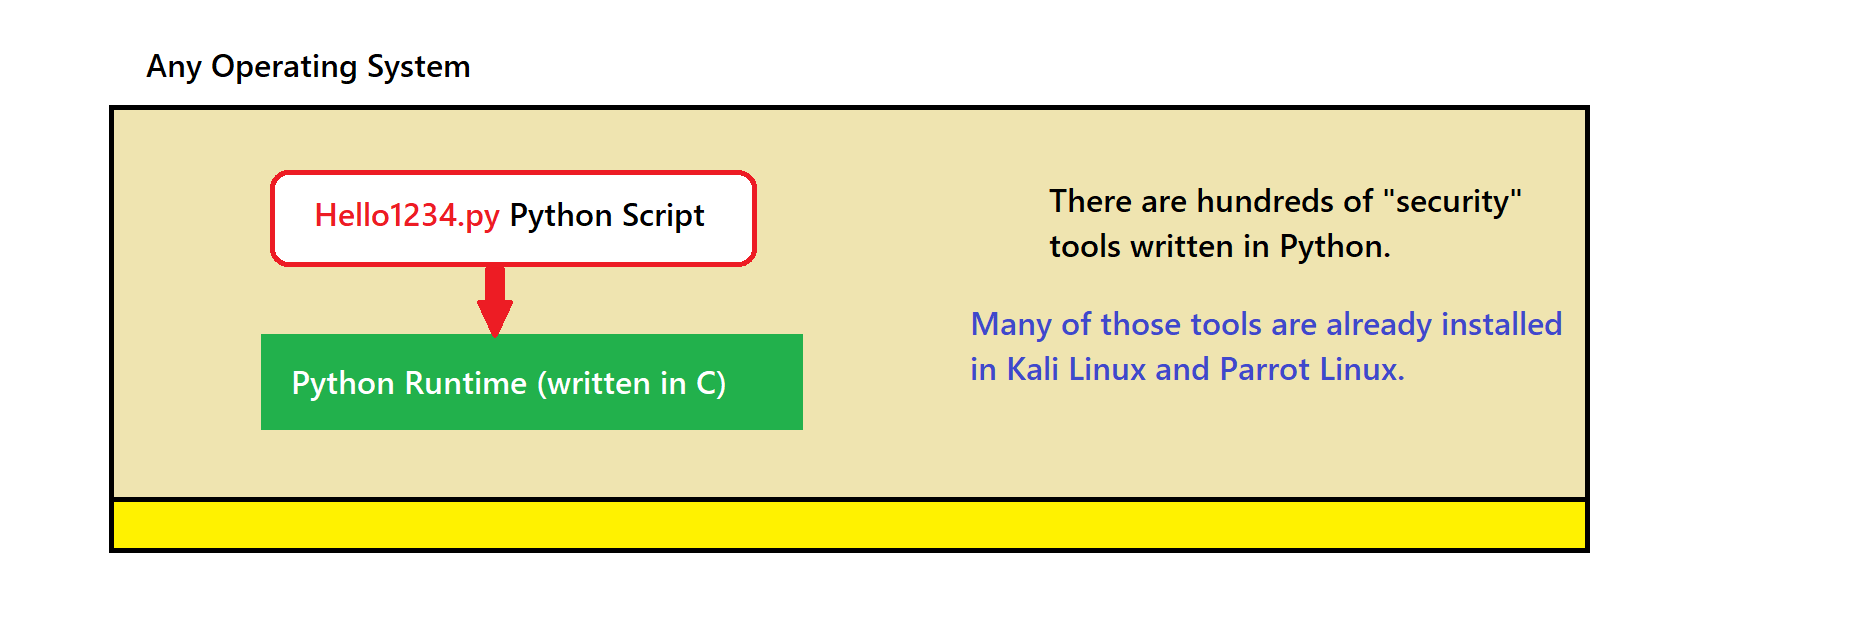 Any Operating System
Hello1234.py Python Script
Python Runtime (written in C)
There are hundreds of "security"
tools written in Python.
Many of those tools are already installed
in Kali Linux and Parrot Linux.